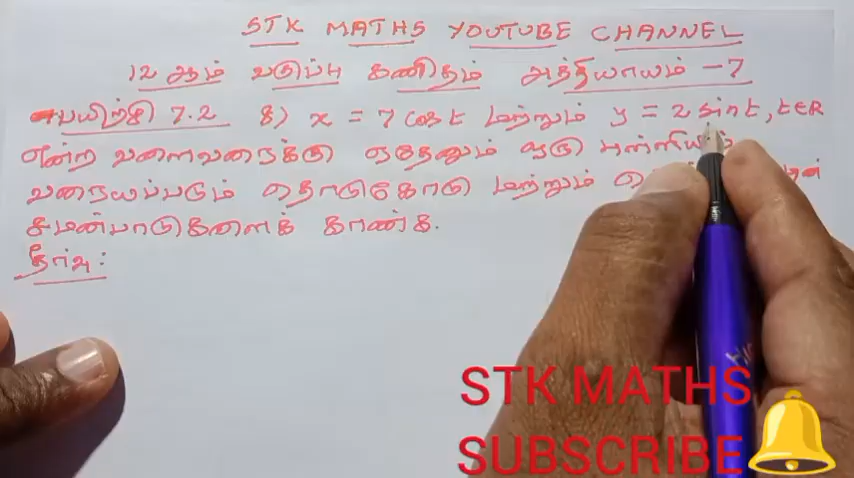 STK MATHS YOUTUBE CHANNEL
12 ஆம் வகுப்பு கணிதம் அத்தியாயம் - 7
பயிற்சி 7.2 8) x = 7 cos t மற்றும் y = 2 sin t, t ∈ R
என்ற வளைவரைக்கு ஏதேனும் ஒரு
வரையப்படும் தொடுகோடு மற்றும்
சமன்பாடுகளைக் காண்க.
தீர்வு:
STK MATHS
SUBSCRIBE